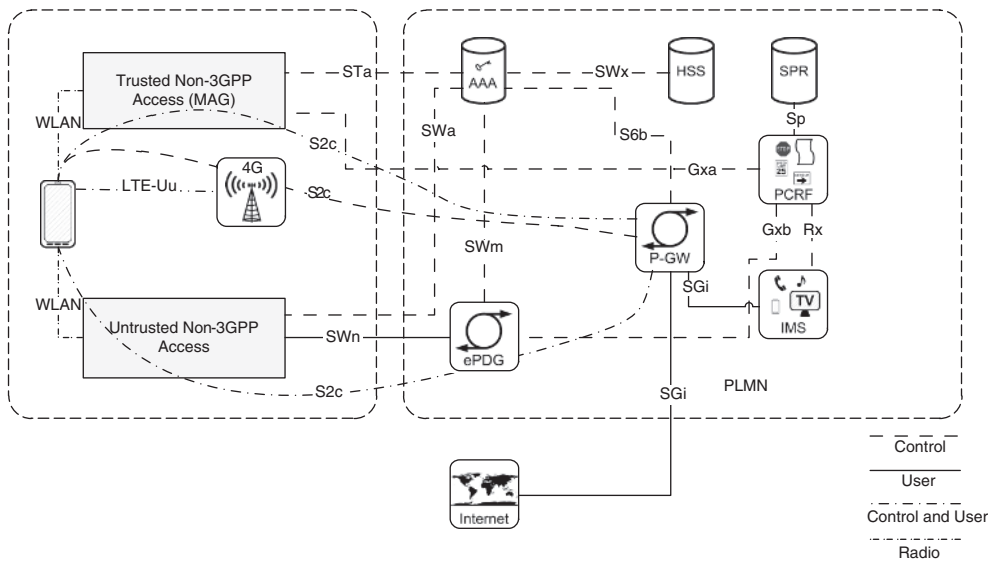 Trusted Non-3GPP
Access (MAG)
STa
AAA
SWx
HSS
SPR
WLAN
S2c
SWa
S6b
Sp
4G
Gxa
STOP
25
PCRF
LTE-Uu
S2c
SWm
P-GW
Gxb
Rx
SGi
WLAN
Untrusted Non-3GPP
Access
SWn
ePDG
TV
IMS
S2c
SGi
PLMN
Internet
Control
User
Control and User
Radio